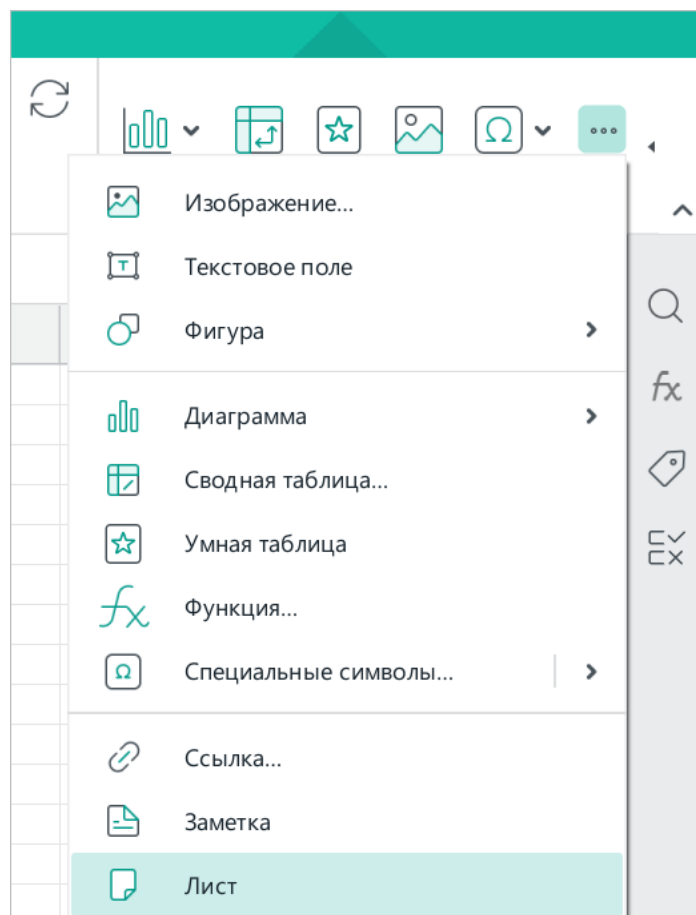 Изображение...
Текстовое поле
Фигура
Диаграмма
Сводная таблица...
Умная таблица
Функция...
Специальные символы...
Ссылка...
Заметка
Лист